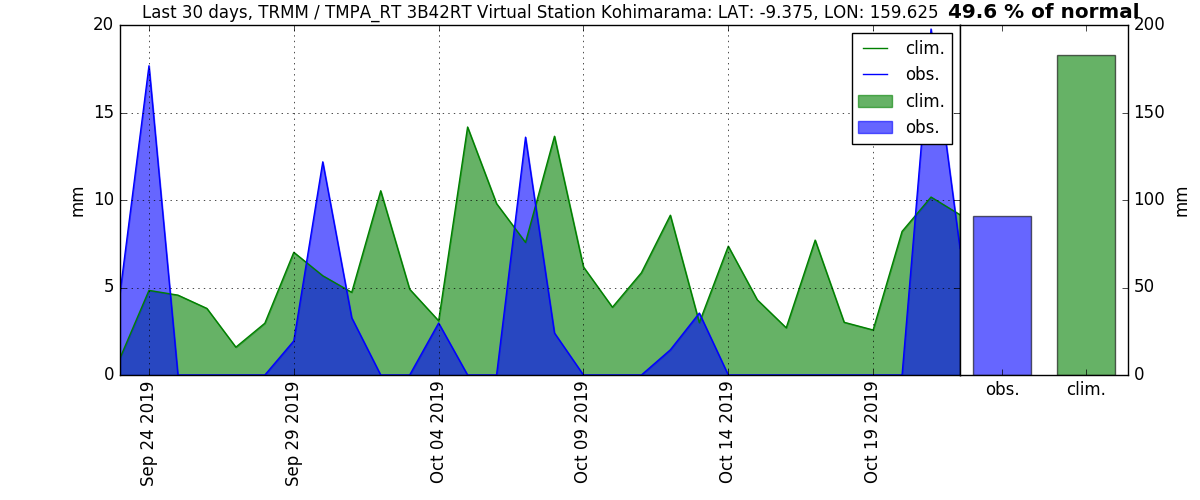 Last 30 days, TRMM / TMPA_RT 3B42RT Virtual Station Kohimarama: LAT: -9.375, LON: 159.625
49.6 % of normal
20
15
10
5
0
mm
clim.
obs.
clim.
obs.
200
150
100
50
0
mm
obs.
clim.
Sep 24 2019
Sep 29 2019
Oct 04 2019
Oct 09 2019
Oct 14 2019
Oct 19 2019